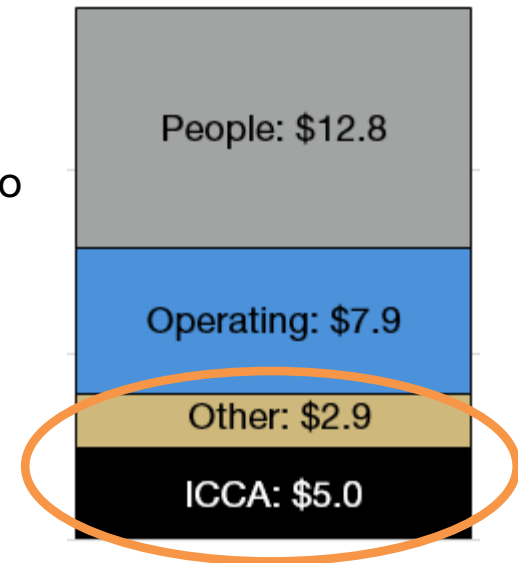 People: $12.8
o
Operating: $7.9
Other: $2.9
ICCA: $5.0